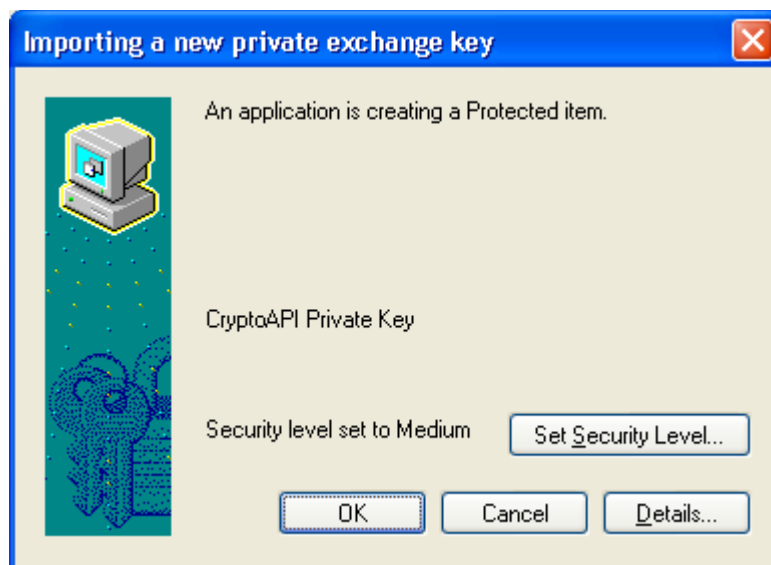 Importing a new private exchange key
An application is creating a Protected item.
CryptoAPI Private Key
Security level set to Medium
Set Security Level...
OK
Cancel
Details...